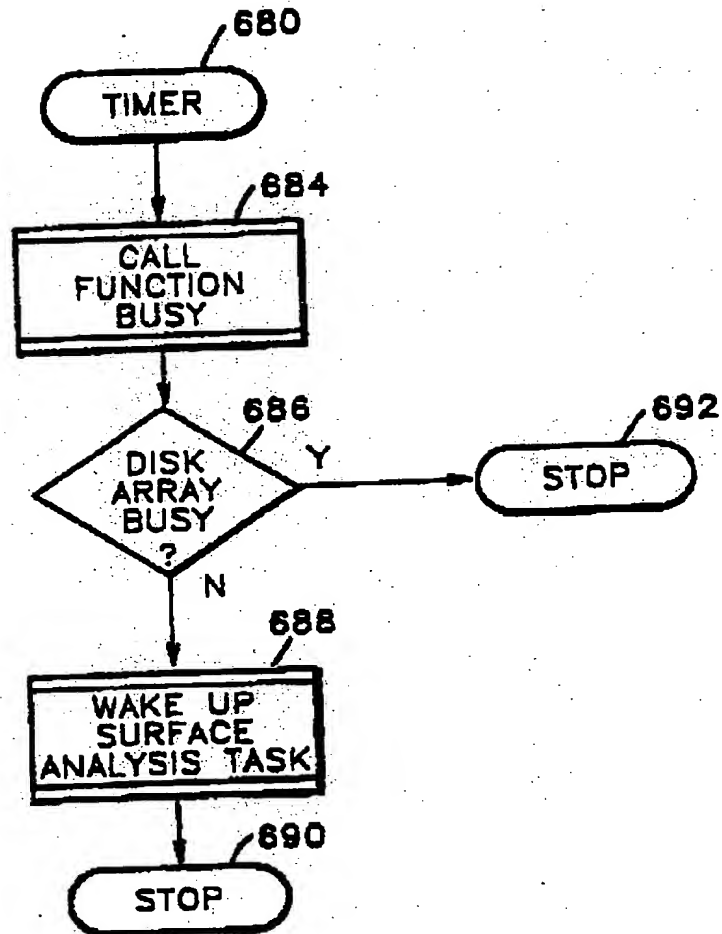 680
TIMER
684
CALL
FUNCTION
BUSY
686
DISK
ARRAY
BUSY
?
Y
692
STOP
N
688
WAKE UP
SURFACE
ANALYSIS TASK
690
STOP